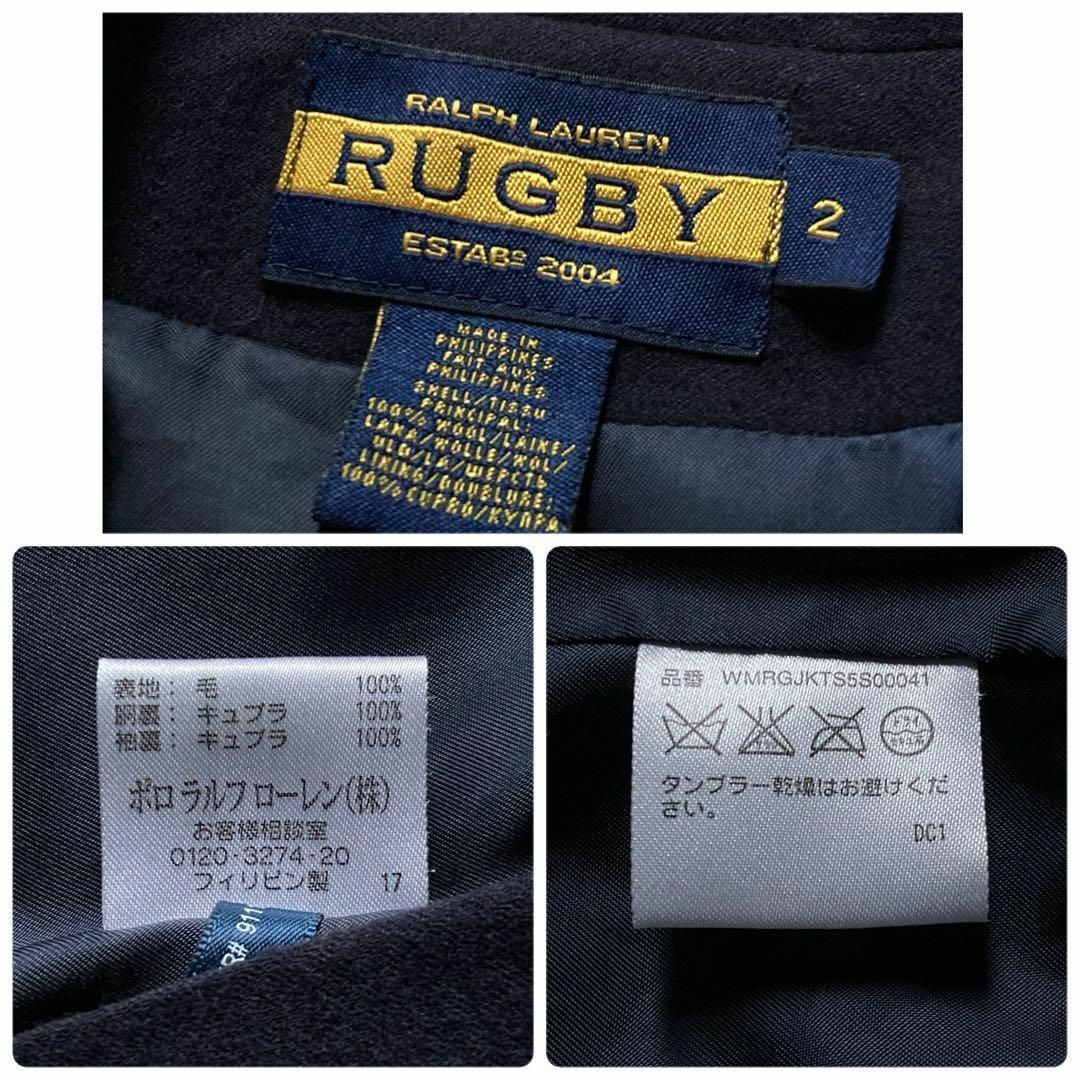 RALPH LAUREN
RUGBY
ESTABS 2004
2
MADE IN
PHILIPPINES
FAIT AUX
PHILIPPINES
SHELL/TISSU
PRINCIPAL:
100% WOOL/LAINE/
LANA/WOLLE/WOL/
ULD/LA/ШЕРСТЬ
LINING/DOUBLURE:
100% CUPRO/КУПРА
表地： 毛 100%
胴裏： キュプラ 100%
袖裏： キュプラ 100%
ポロ ラルフ ローレン(株)
お客様相談室
0120-3274-20
フィリピン製 17
R# 911
品番 WMRGJKTS5S00041
タンブラー乾燥はお避けくだ
さい。
DC1